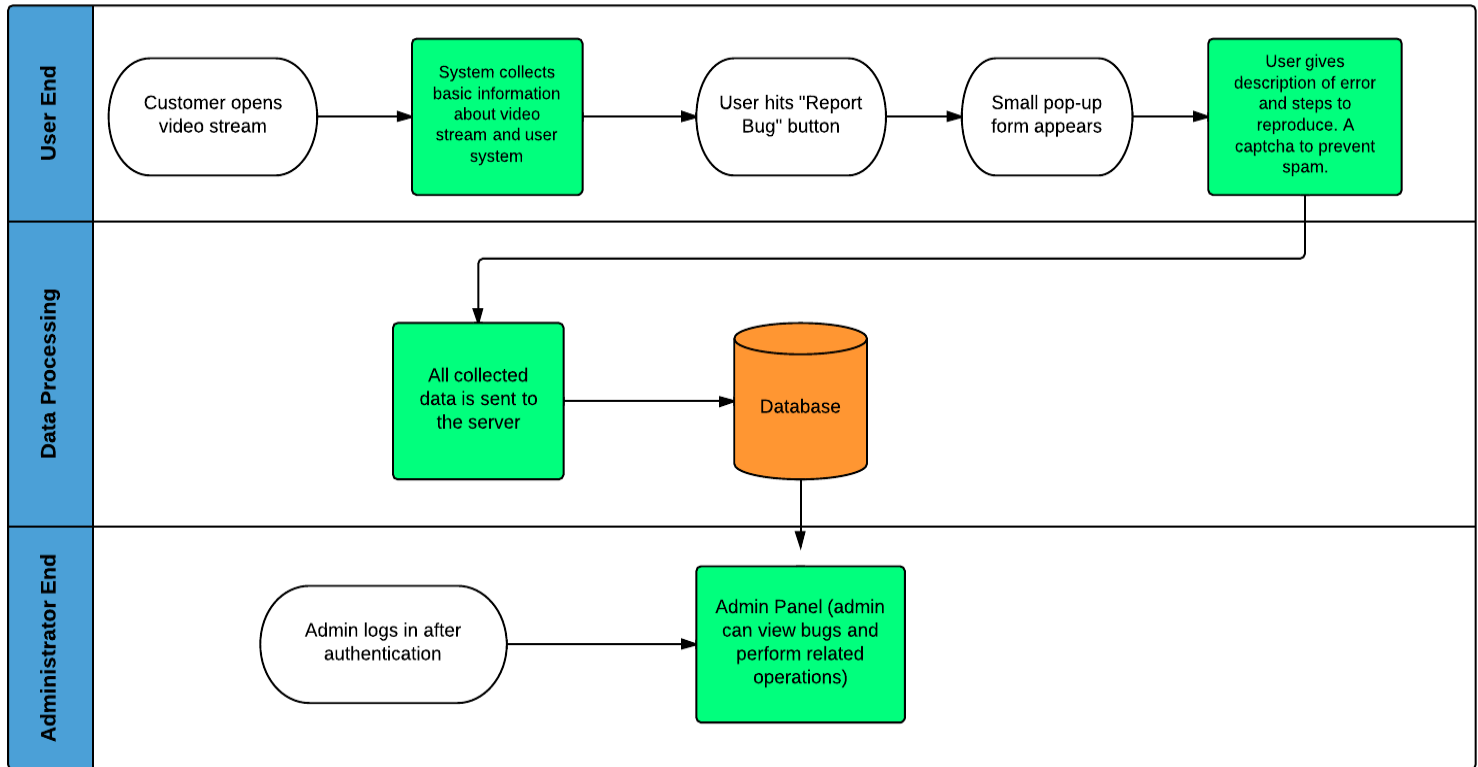 User End
Customer opens
video stream
System collects
basic information
about video
stream and user
system
User hits "Report
Bug" button
Small pop-up
form appears
User gives
description of error
and steps to
reproduce. A
captcha to prevent
spam.
Data Processing
All collected
data is sent to
the server
Database
Administrator End
Admin logs in after
authentication
Admin Panel (admin
can view bugs and
perform related
operations)